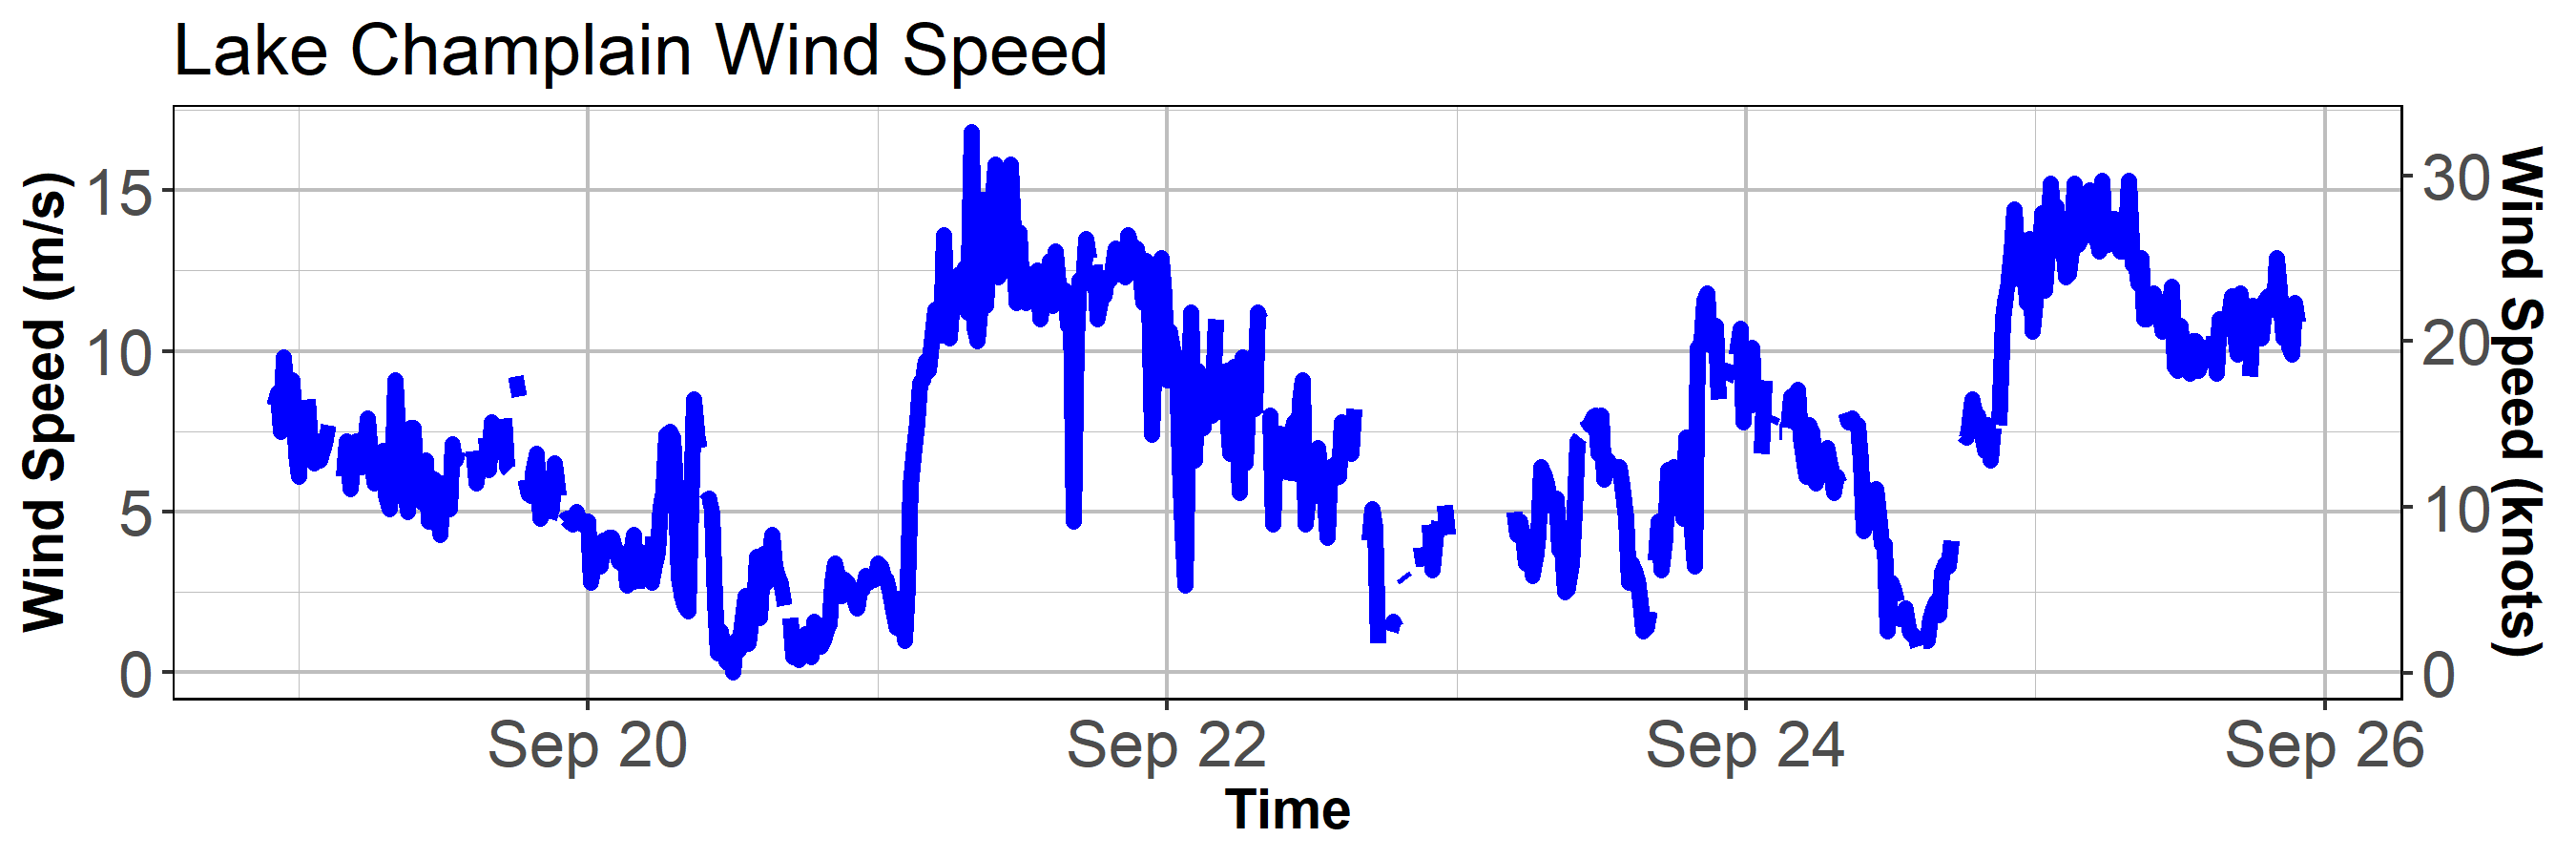 Lake Champlain Wind Speed
Wind Speed (m/s)
15
10
5
0
30
20
10
0
Wind Speed (knots)
Sep 20
Sep 22
Sep 24
Sep 26
Time